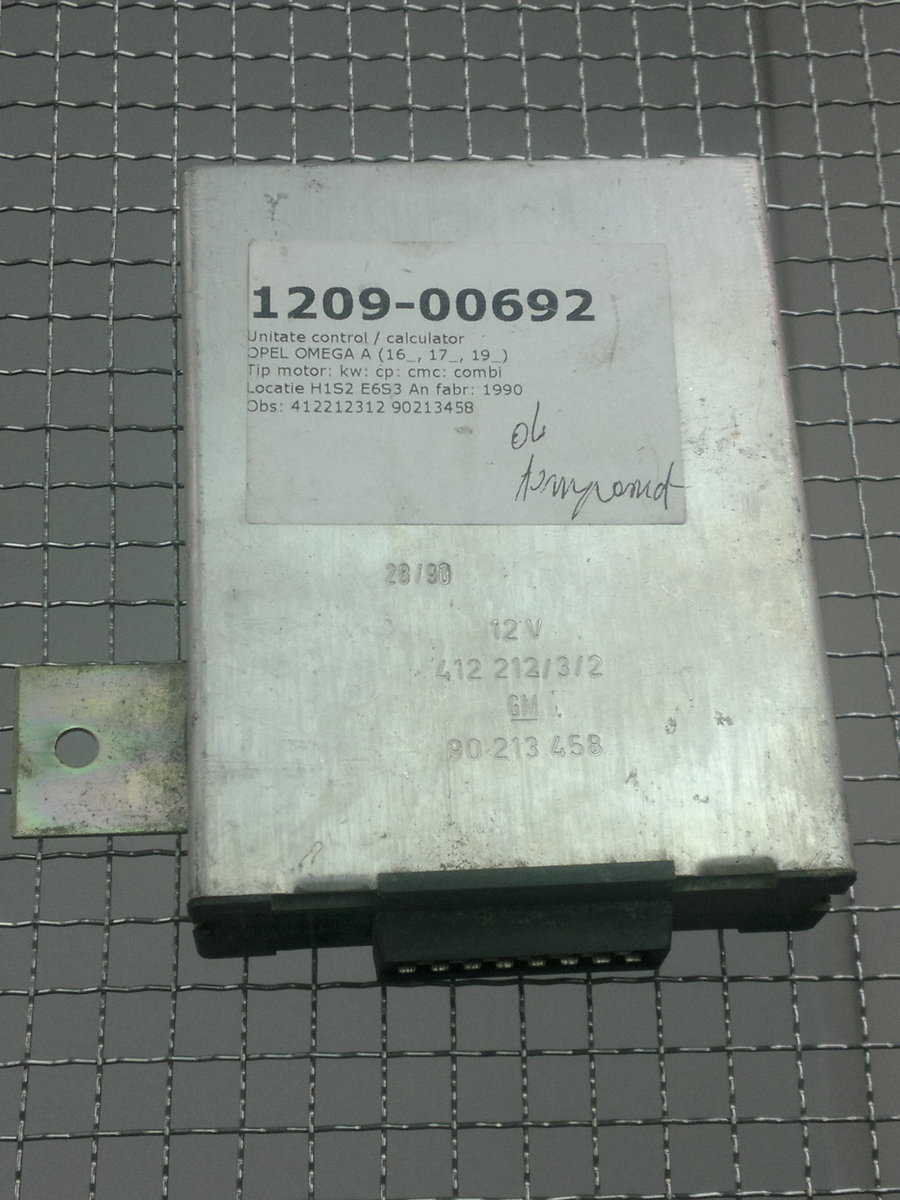 1209-00692
Unitate control / calculator
OPEL OMEGA A (16_, 17_, 19_)
Tip motor: kw: cp: cmc: combi
Locatie H1S2 E6S3 An fabr: 1990
Obs: 412212312 90213458
28/90
12 V
412 212/3/2
GM
90 213 458